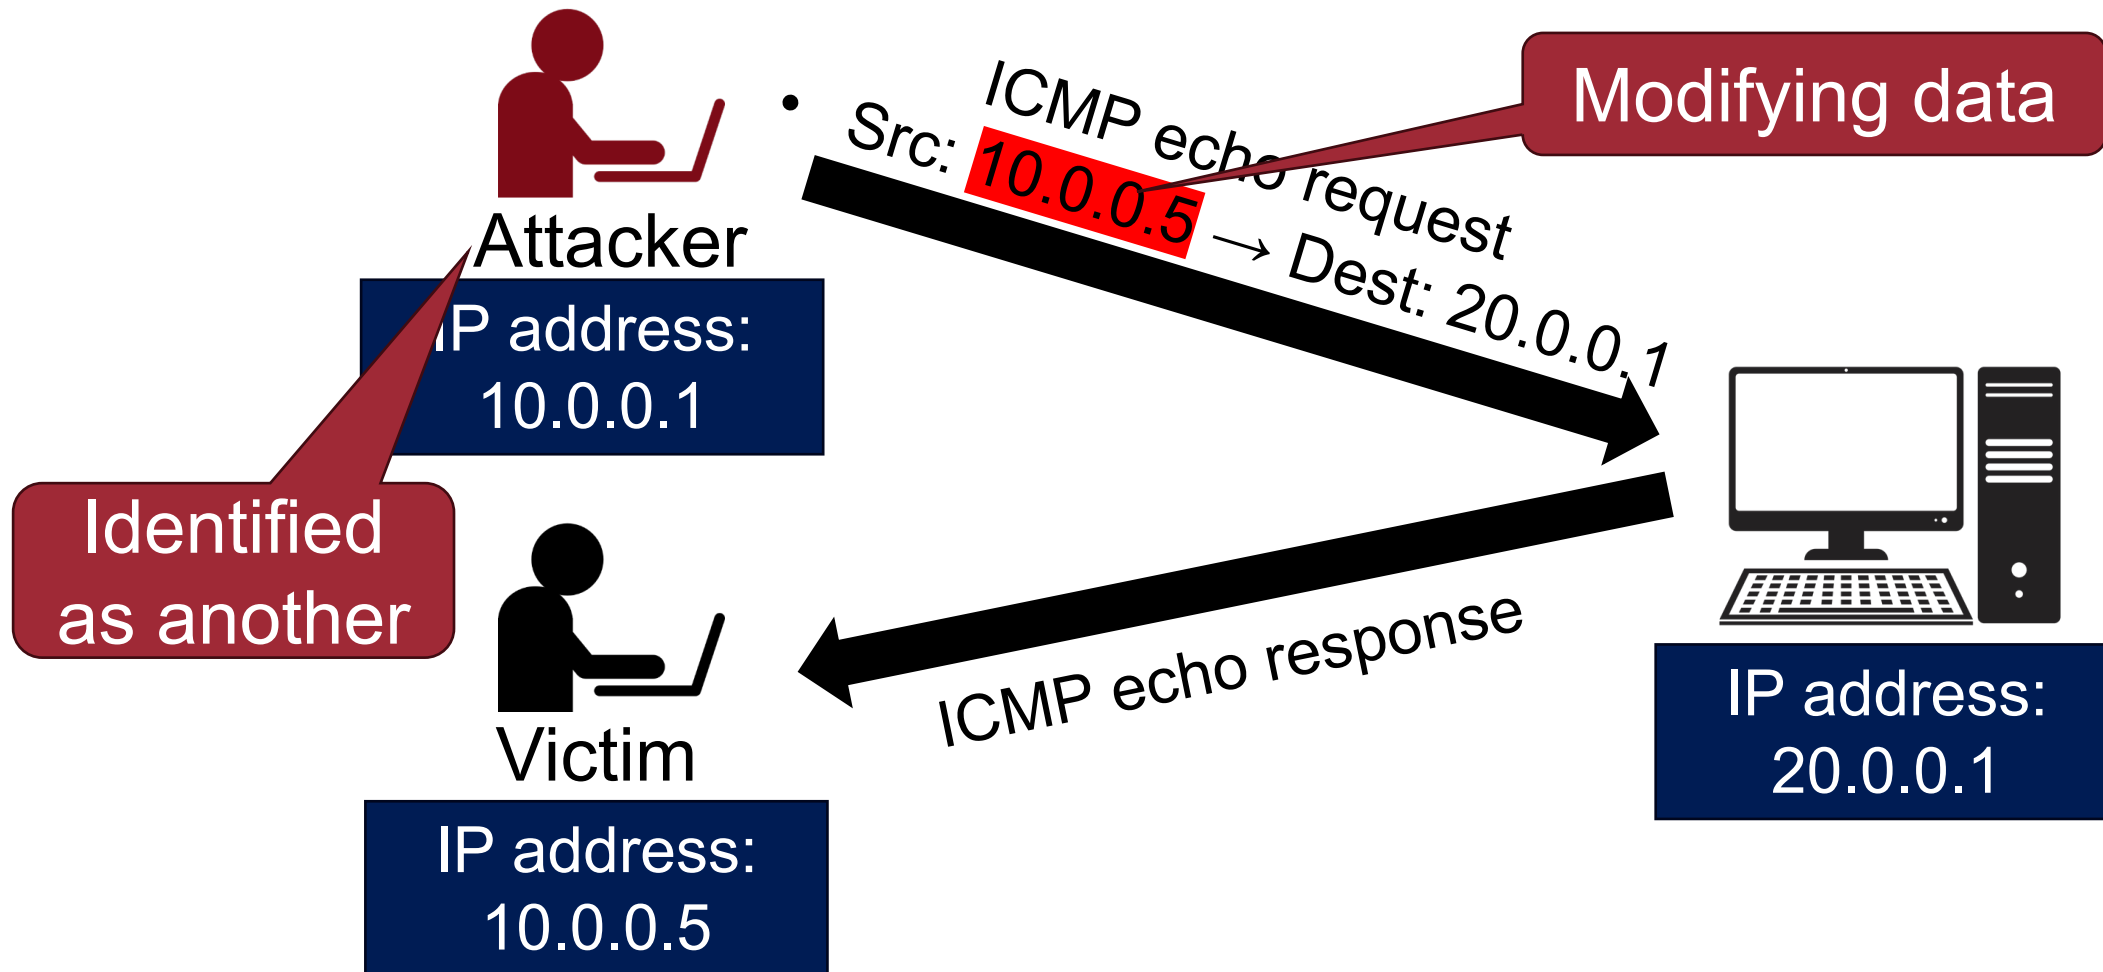 Attacker
IP address:
10.0.0.1
Identified
as another
Victim
IP address:
10.0.0.5
• ICMP echo request
Src: 10.0.0.5 → Dest: 20.0.0.1
Modifying data
ICMP echo response
IP address:
20.0.0.1